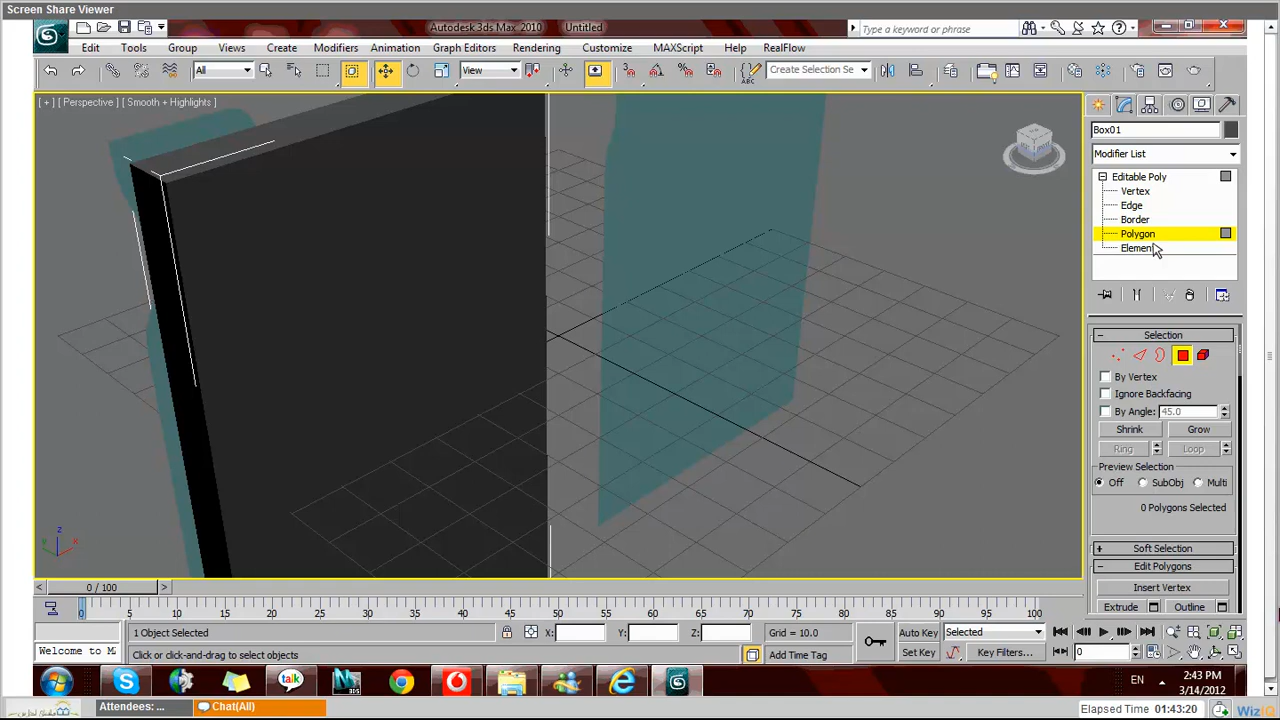 Screen Share Viewer
Autodesk 3ds Max 2010 Untitled
Type a keyword or phrase
Edit Tools Group Views Create Modifiers Animation Graph Editors Rendering Customize MAXScript Help RealFlow
All View ABC Create Selection Se
[ + ] [ Perspective ] [ Smooth + Highlights ]
Box01
Modifier List
Editable Poly
Vertex
Edge
Border
Polygon
Element
Selection
By Vertex
Ignore Backfacing
By Angle: 45.0
Shrink Grow
Ring Loop
Preview Selection
Off SubObj Multi
0 Polygons Selected
Soft Selection
Edit Polygons
Insert Vertex
Extrude Outline
z
x
< 0 / 100 >
0 5 10 15 20 25 30 35 40 45 50 55 60 65 70 75 80 85 90 95 100
1 Object Selected X: Y: Z: Grid = 10.0 Auto Key Selected
Welcome to M Click or click-and-drag to select objects Add Time Tag Set Key Key Filters... 0
talk EN 2:43 PM
3/14/2012
Attendees: ... Chat(All) Elapsed Time 01:43:20 WizIQ